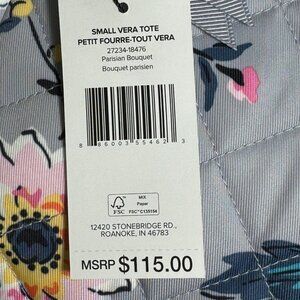 SMALL VERA TOTE
PETIT FOURRE-TOUT VERA
27234-18476
Parisian Bouquet
Bouquet parisien
8 86003 55462 3
FSC
MIX
Paper
FSC® C135154
12420 STONEBRIDGE RD.,
ROANOKE, IN 46783
MSRP $115.00